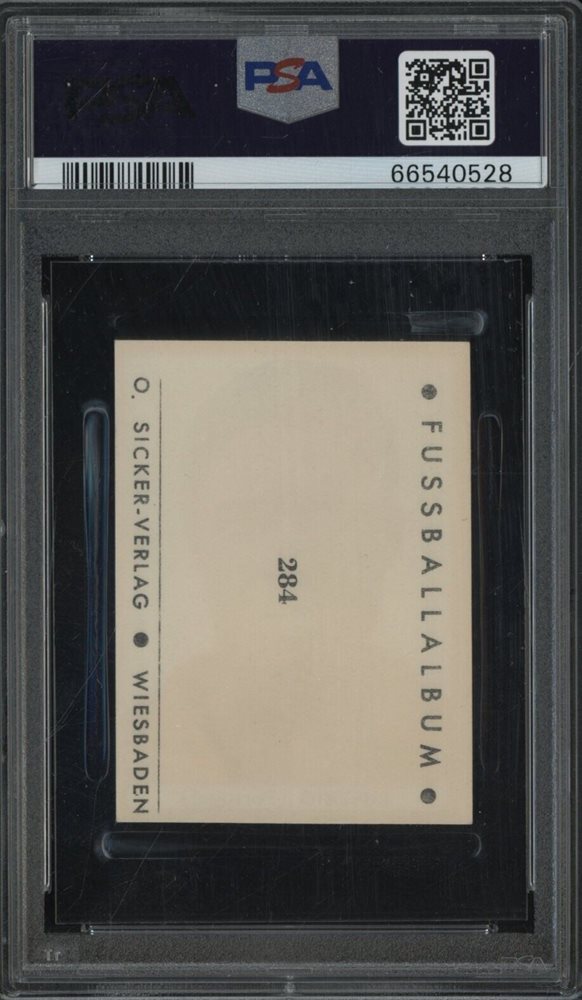 PSA
66540528
● FUSSBALLALBUM ●
284
O. SICKER-VERLAG ● WIESBADEN